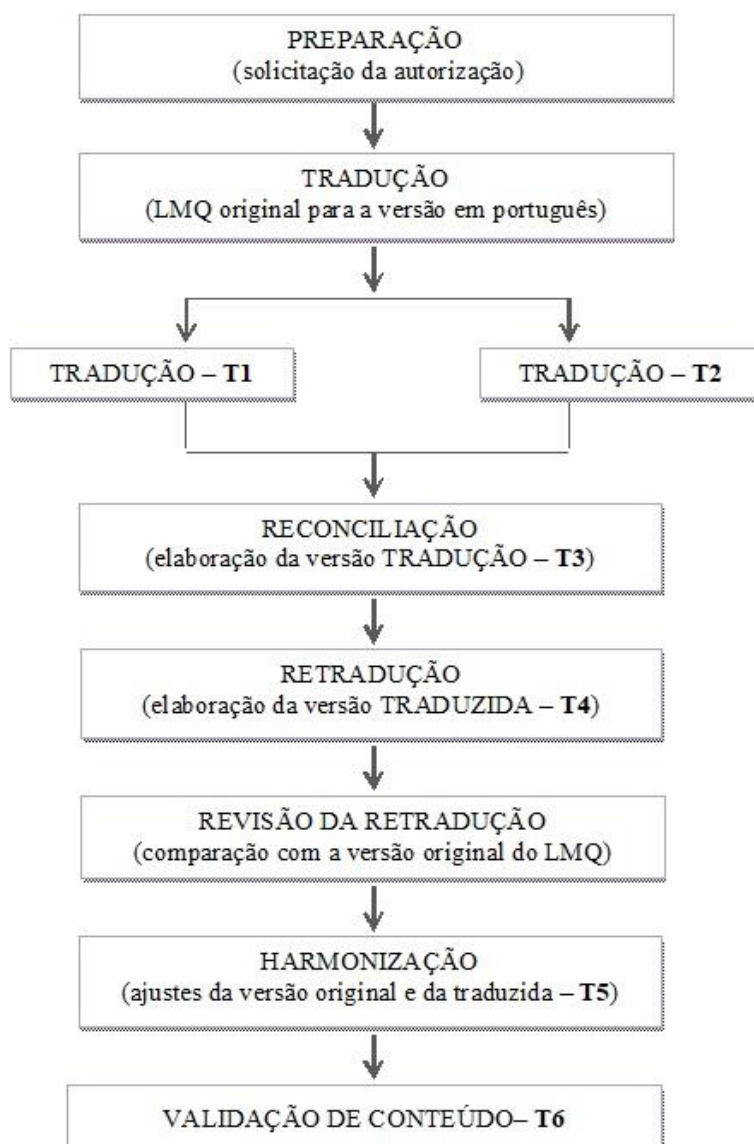 PREPARAÇÃO
(solicitação da autorização)
TRADUÇÃO
(LMQ original para a versão em português)
TRADUÇÃO – T1
TRADUÇÃO – T2
RECONCILIAÇÃO
(elaboração da versão TRADUÇÃO – T3)
RETRADUÇÃO
(elaboração da versão TRADUZIDA – T4)
REVISÃO DA RETRADUÇÃO
(comparação com a versão original do LMQ)
HARMONIZAÇÃO
(ajustes da versão original e da traduzida – T5)
VALIDAÇÃO DE CONTEÚDO– T6